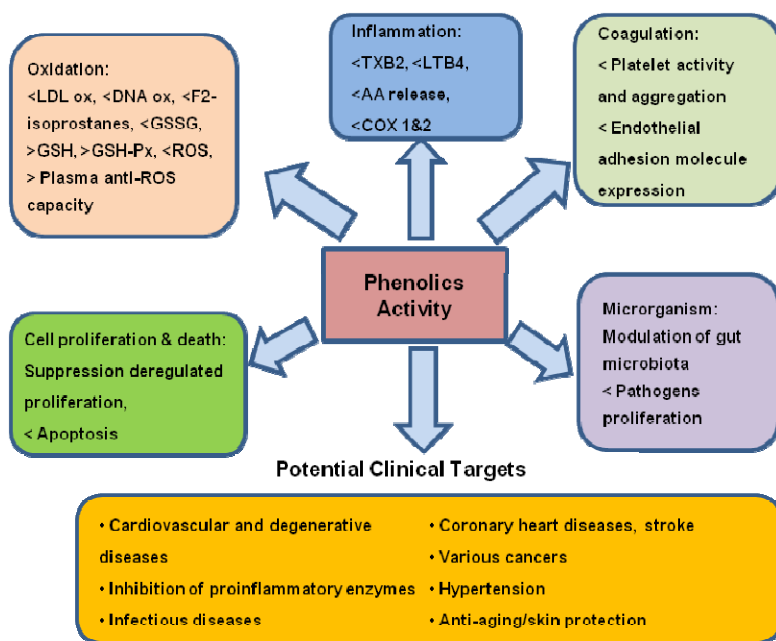 Oxidation:
<LDL ox, <DNA ox, <F2-
isoprostanes, <GSSG,
>GSH, >GSH-Px, <ROS,
> Plasma anti-ROS
capacity
Inflammation:
<TXB2, <LTB4,
<AA release,
<COX 1&2
Coagulation:
< Platelet activity
and aggregation
< Endothelial
adhesion molecule
expression
Phenolics
Activity
Cell proliferation & death:
Suppression deregulated
proliferation,
< Apoptosis
Microrganism:
Modulation of gut
microbiota
< Pathogens
proliferation
Potential Clinical Targets
• Cardiovascular and degenerative
diseases
• Inhibition of proinflammatory enzymes
• Infectious diseases
• Coronary heart diseases, stroke
• Various cancers
• Hypertension
• Anti-aging/skin protection